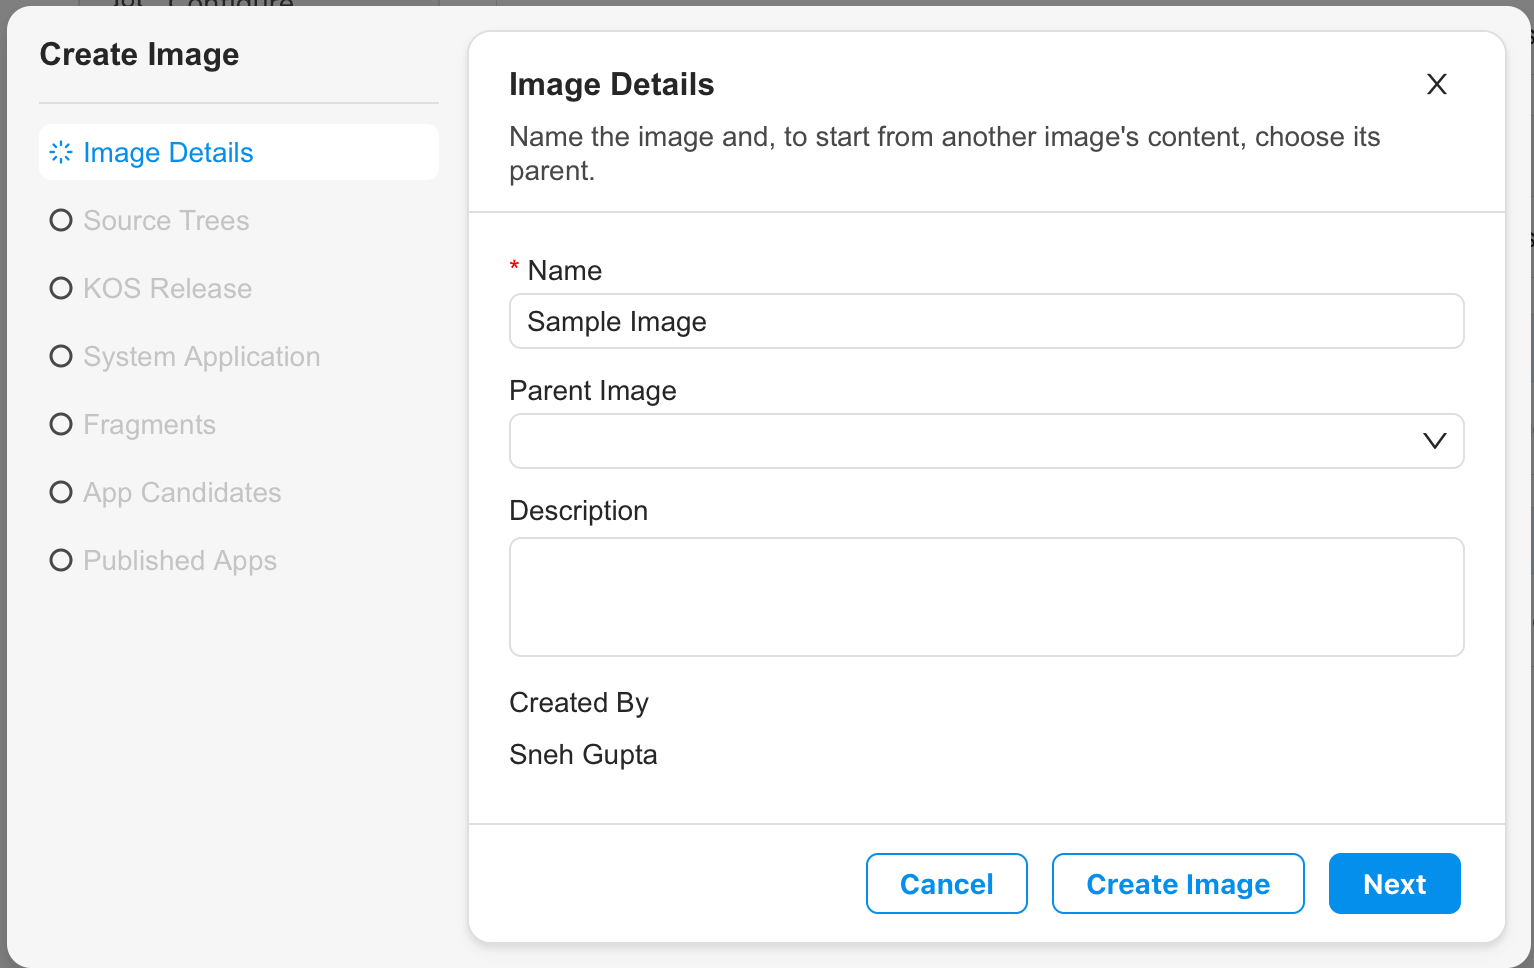 Configure
Create Image
Image Details
Source Trees
KOS Release
System Application
Fragments
App Candidates
Published Apps
Image Details
X
Name the image and, to start from another image's content, choose its
parent.
* Name
Sample Image
Parent Image
Description
Created By
Sneh Gupta
Cancel
Create Image
Next